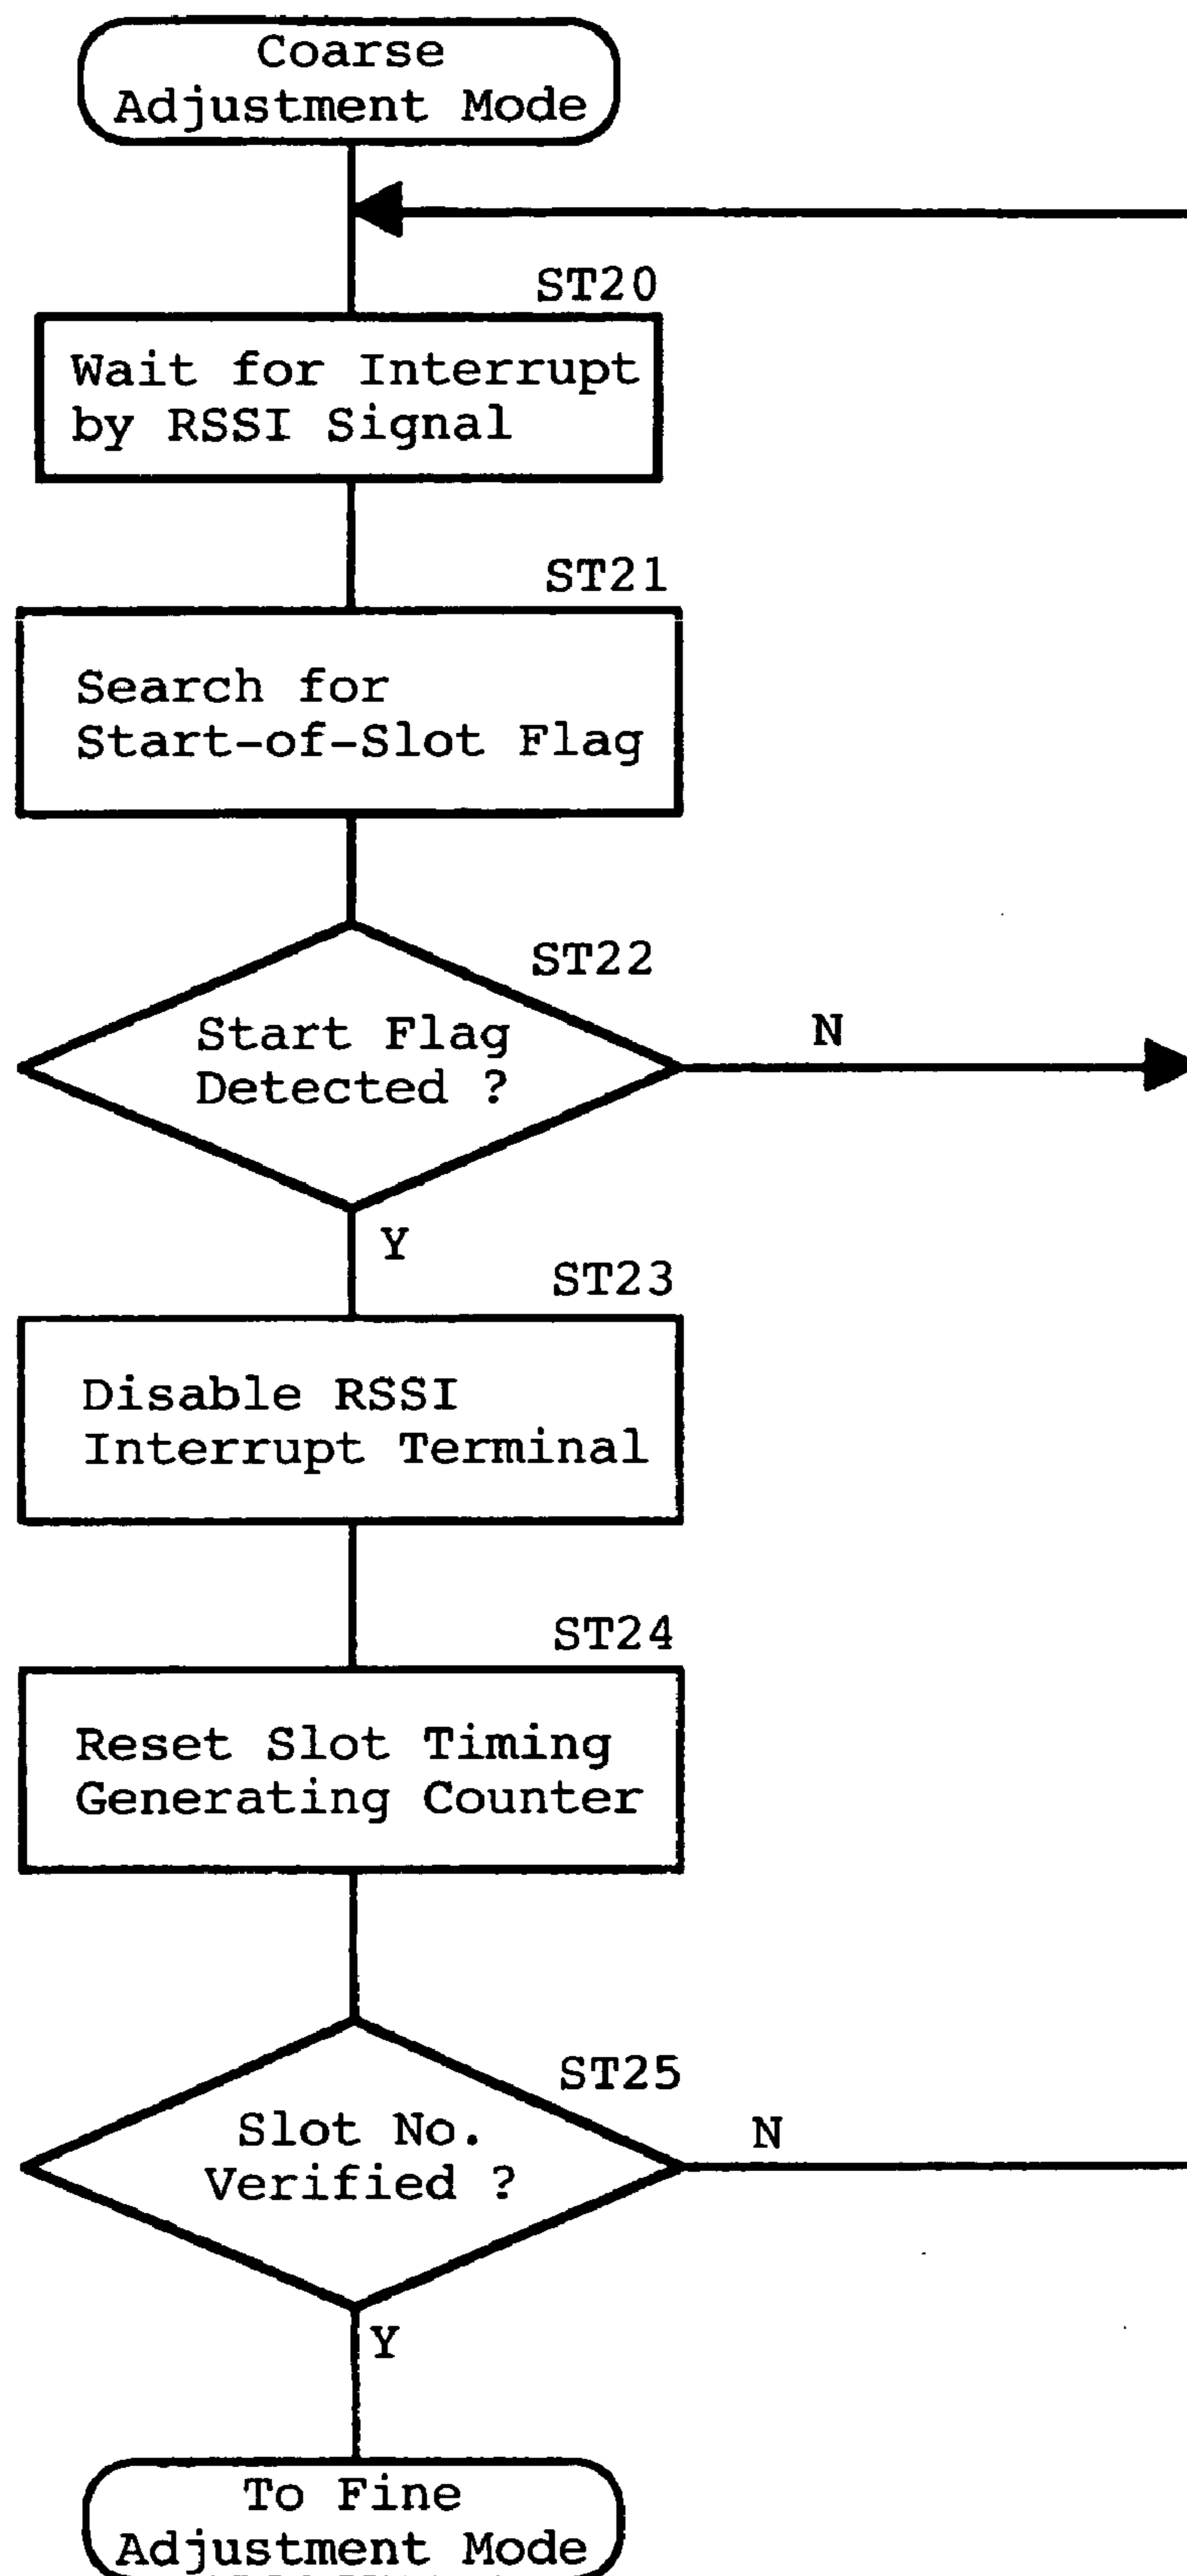 Coarse
Adjustment Mode
ST20
Wait for Interrupt
by RSSI Signal
ST21
Search for
Start-of-Slot Flag
ST22
Start Flag
Detected ?
N
Y
ST23
Disable RSSI
Interrupt Terminal
ST24
Reset Slot Timing
Generating Counter
ST25
Slot No.
Verified ?
N
Y
To Fine
Adjustment Mode